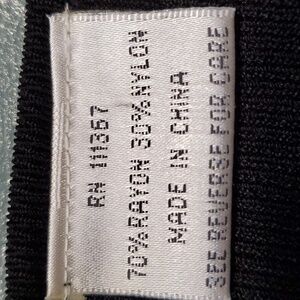 RN 111357
70%RAYON 30%NYLON
MADE IN CHINA
SEE REVERSE FOR CARE